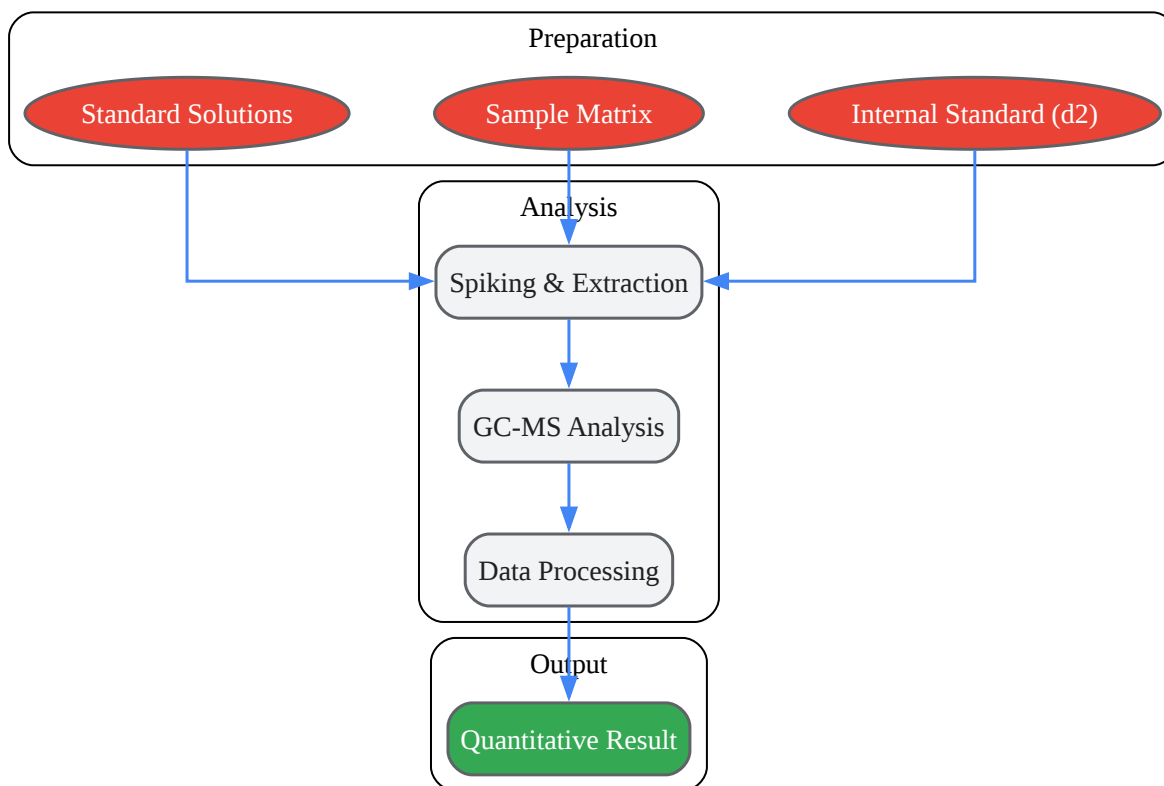 Preparation
Standard Solutions
Sample Matrix
Internal Standard (d2)
Analysis
Spiking & Extraction
GC-MS Analysis
Data Processing
Output
Quantitative Result